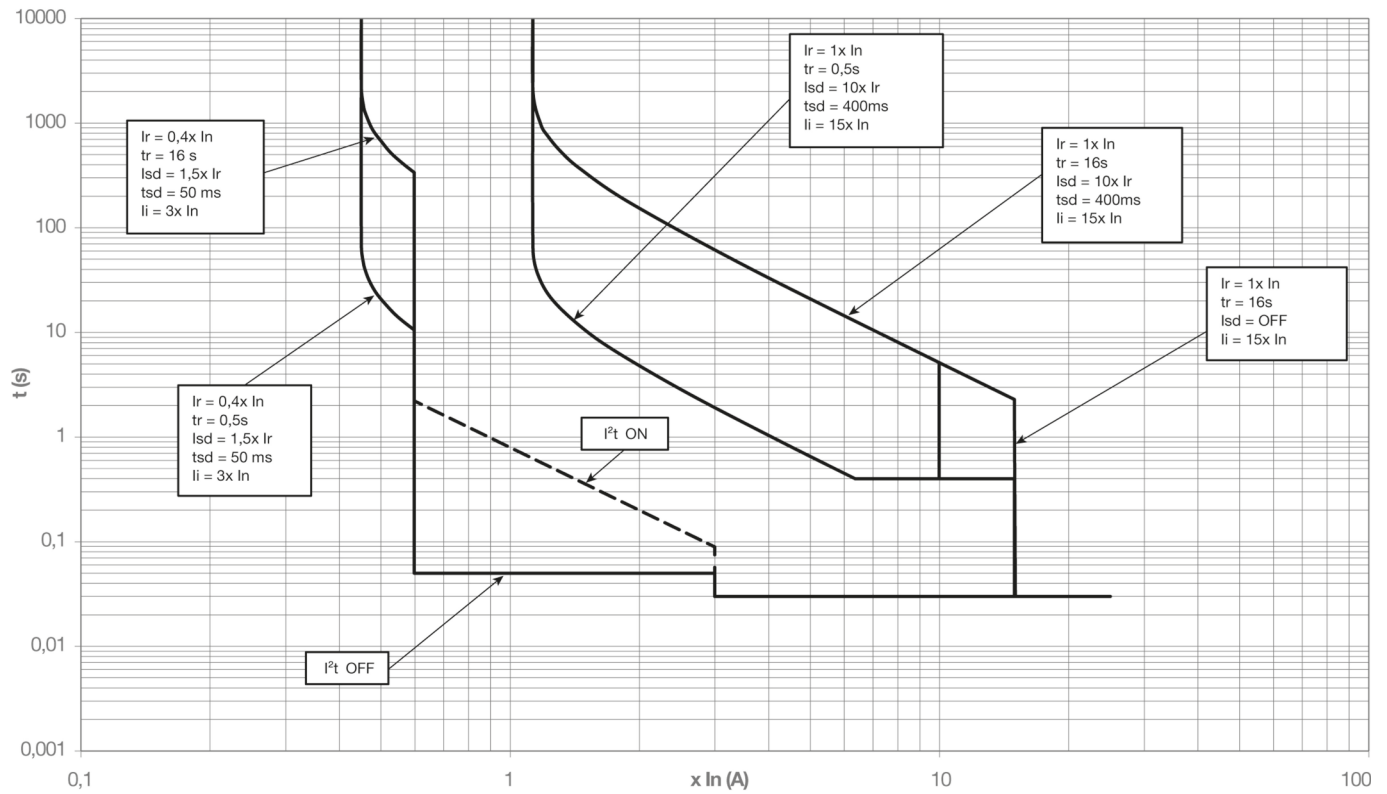 10000
1000
100
10
1
0,1
0,01
0,001
t (s)
Ir = 0,4x In
tr = 16 s
Isd = 1,5x Ir
tsd = 50 ms
Ii = 3x In
Ir = 0,4x In
tr = 0,5s
Isd = 1,5x Ir
tsd = 50 ms
Ii = 3x In
Ir = 1x In
tr = 0,5s
Isd = 10x Ir
tsd = 400ms
Ii = 15x In
Ir = 1x In
tr = 16s
Isd = 10x Ir
tsd = 400ms
Ii = 15x In
Ir = 1x In
tr = 16s
Isd = OFF
Ii = 15x In
I²t ON
I²t OFF
0,1
1
x In (A)
10
100